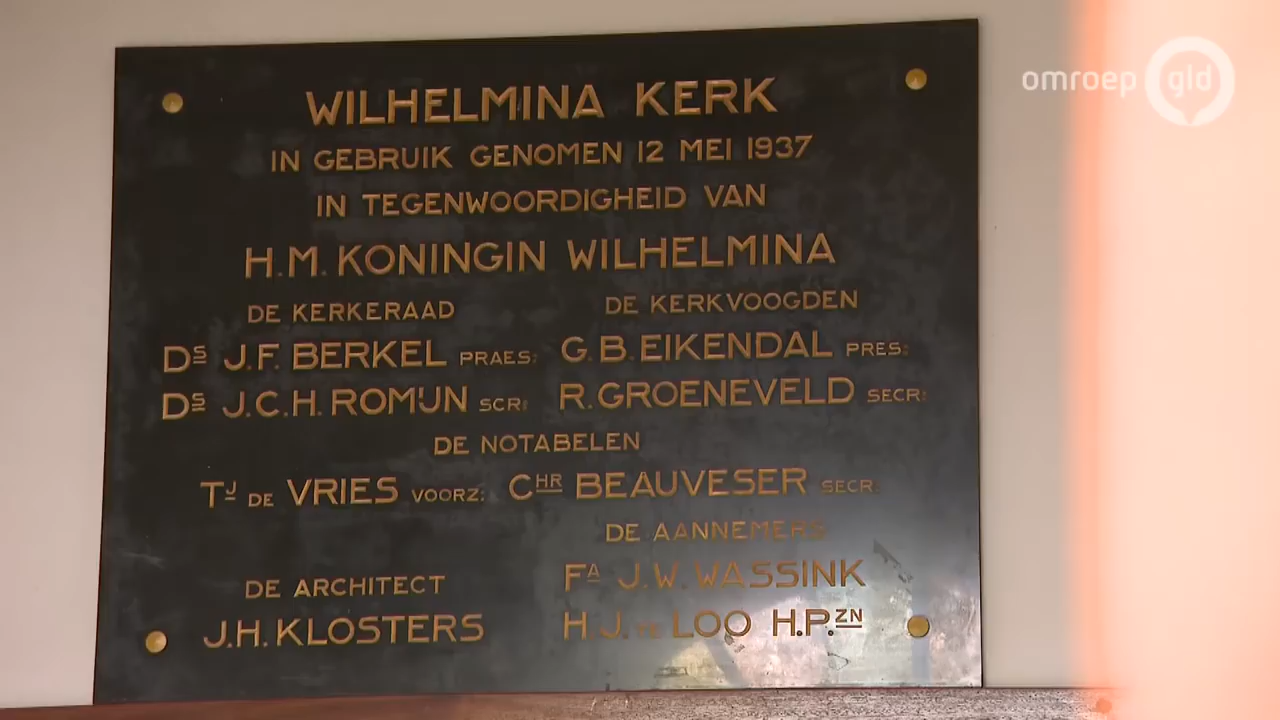 WILHELMINA KERK
IN GEBRUIK GENOMEN 12 MEI 1937
IN TEGENWOORDIGHEID VAN
H.M. KONINGIN WILHELMINA
DE KERKERAAD
DS J.F. BERKEL PRAES:
DS J.C.H. ROMIJN SCR:
DE KERKVOOGDEN
G.B. EIKENDAL PRES:
R. GROENEVELD SECR:
DE NOTABELEN
TJ DE VRIES VOORZ: CHR BEAUVESER SECR:
DE ARCHITECT
J.H. KLOSTERS
DE AANNEMERS
FA J.W. WASSINK
H.J. TE LOO H.P.ZN
omroep gld